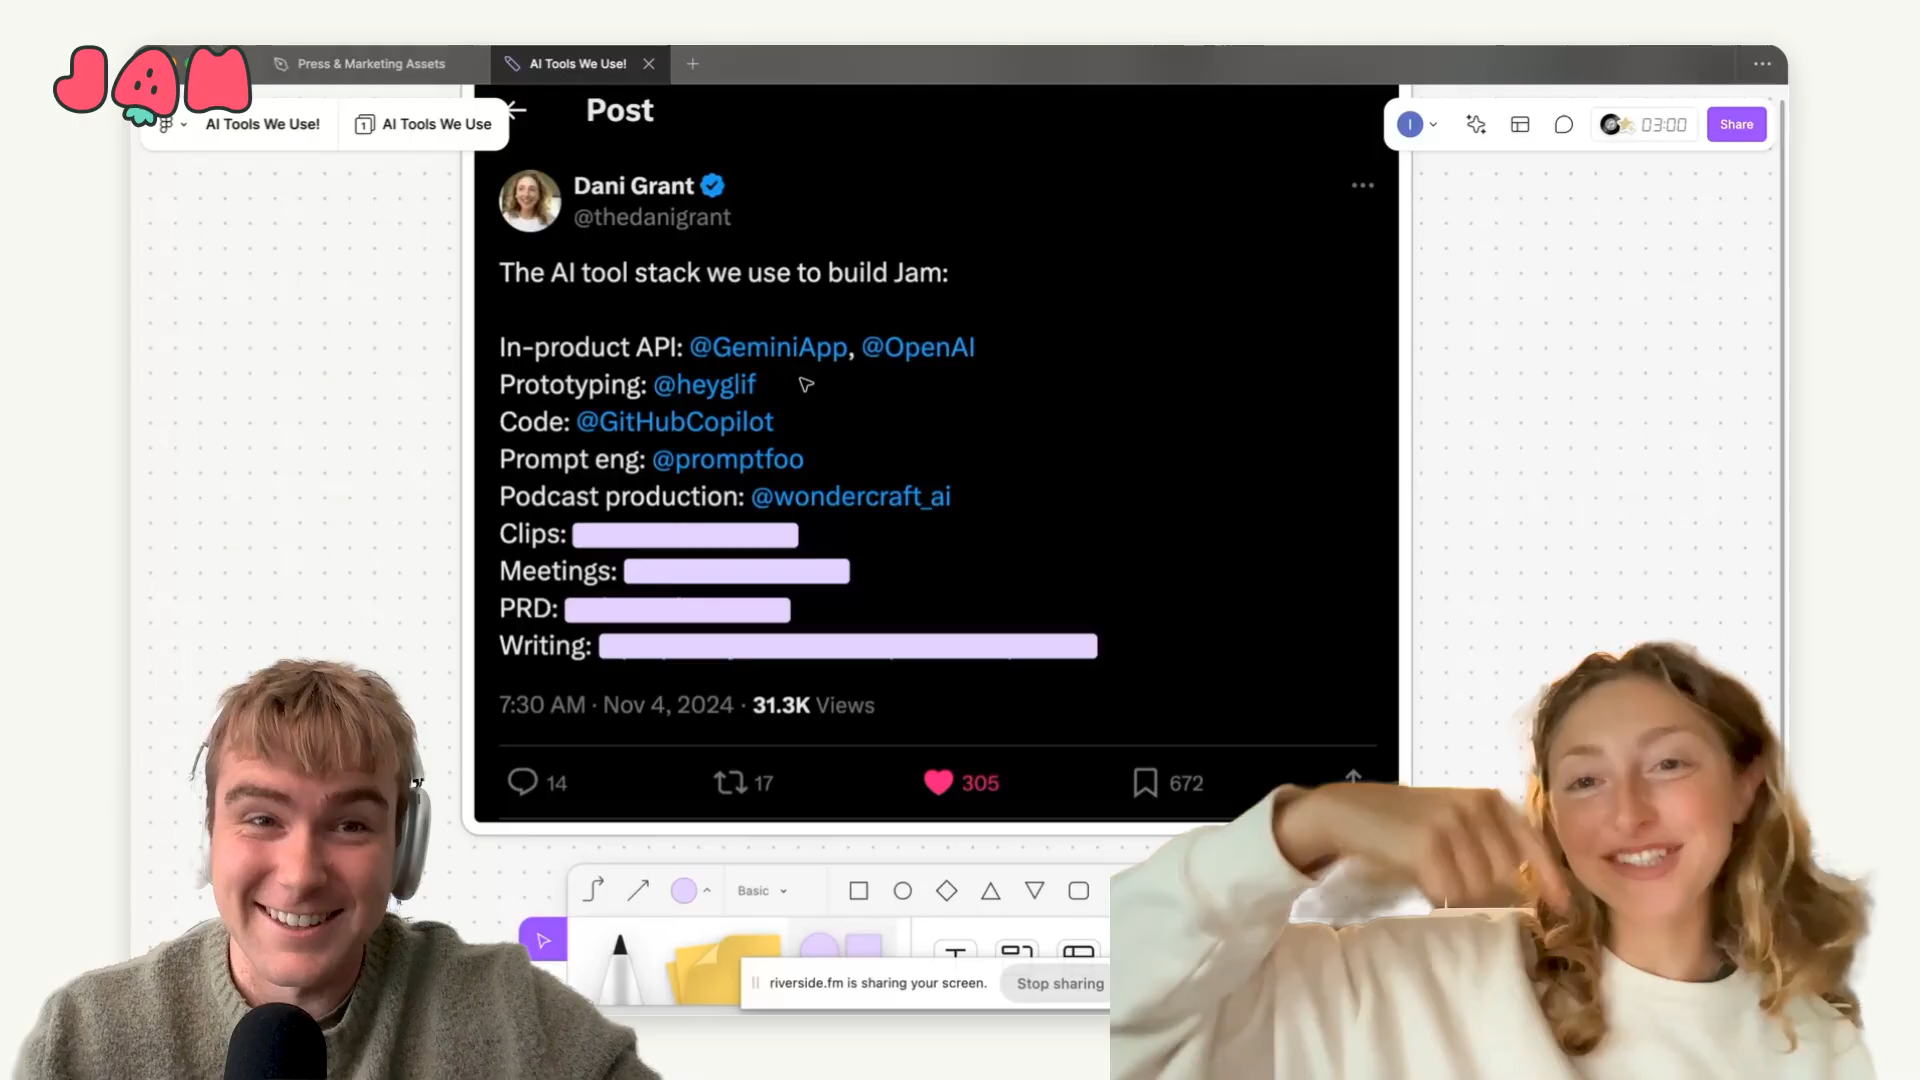 JAM
Press & Marketing Assets
AI Tools We Use!
AI Tools We Use!
1 AI Tools We Use
Post
I
03:00
Share
Dani Grant
@thedanigrant
The AI tool stack we use to build Jam:
In-product API: @GeminiApp, @OpenAI
Prototyping: @heyglif
Code: @GitHubCopilot
Prompt eng: @promptfoo
Podcast production: @wondercraft_ai
Clips:
Meetings:
PRD:
Writing:
7:30 AM · Nov 4, 2024 · 31.3K Views
14
17
305
672
Basic
T
riverside.fm is sharing your screen.
Stop sharing